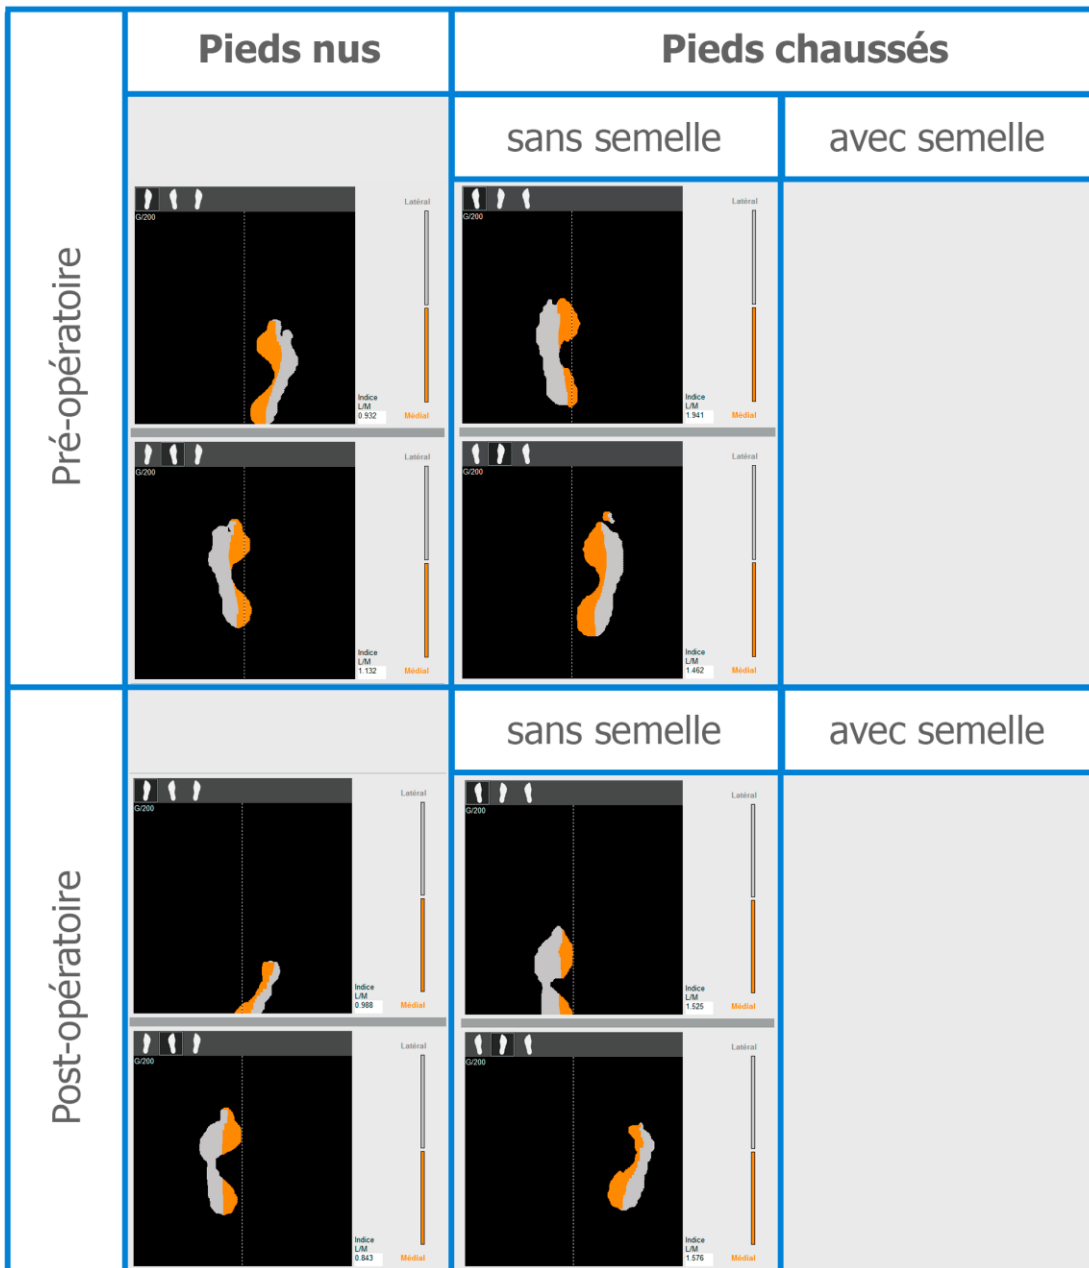 Pieds nus
Pieds chaussés
sans semelle
avec semelle
Pré-opératoire
Latéral
G/200
Indice
L/M
0.932
Médial
Latéral
G/200
Indice
L/M
1.941
Médial
Latéral
G/200
Indice
L/M
1.132
Médial
Latéral
G/200
Indice
L/M
1.462
Médial
sans semelle
avec semelle
Post-opératoire
Latéral
G/200
Indice
L/M
0.988
Médial
Latéral
G/200
Indice
L/M
1.525
Médial
Latéral
G/200
Indice
L/M
0.843
Médial
Latéral
G/200
Indice
L/M
1.576
Médial